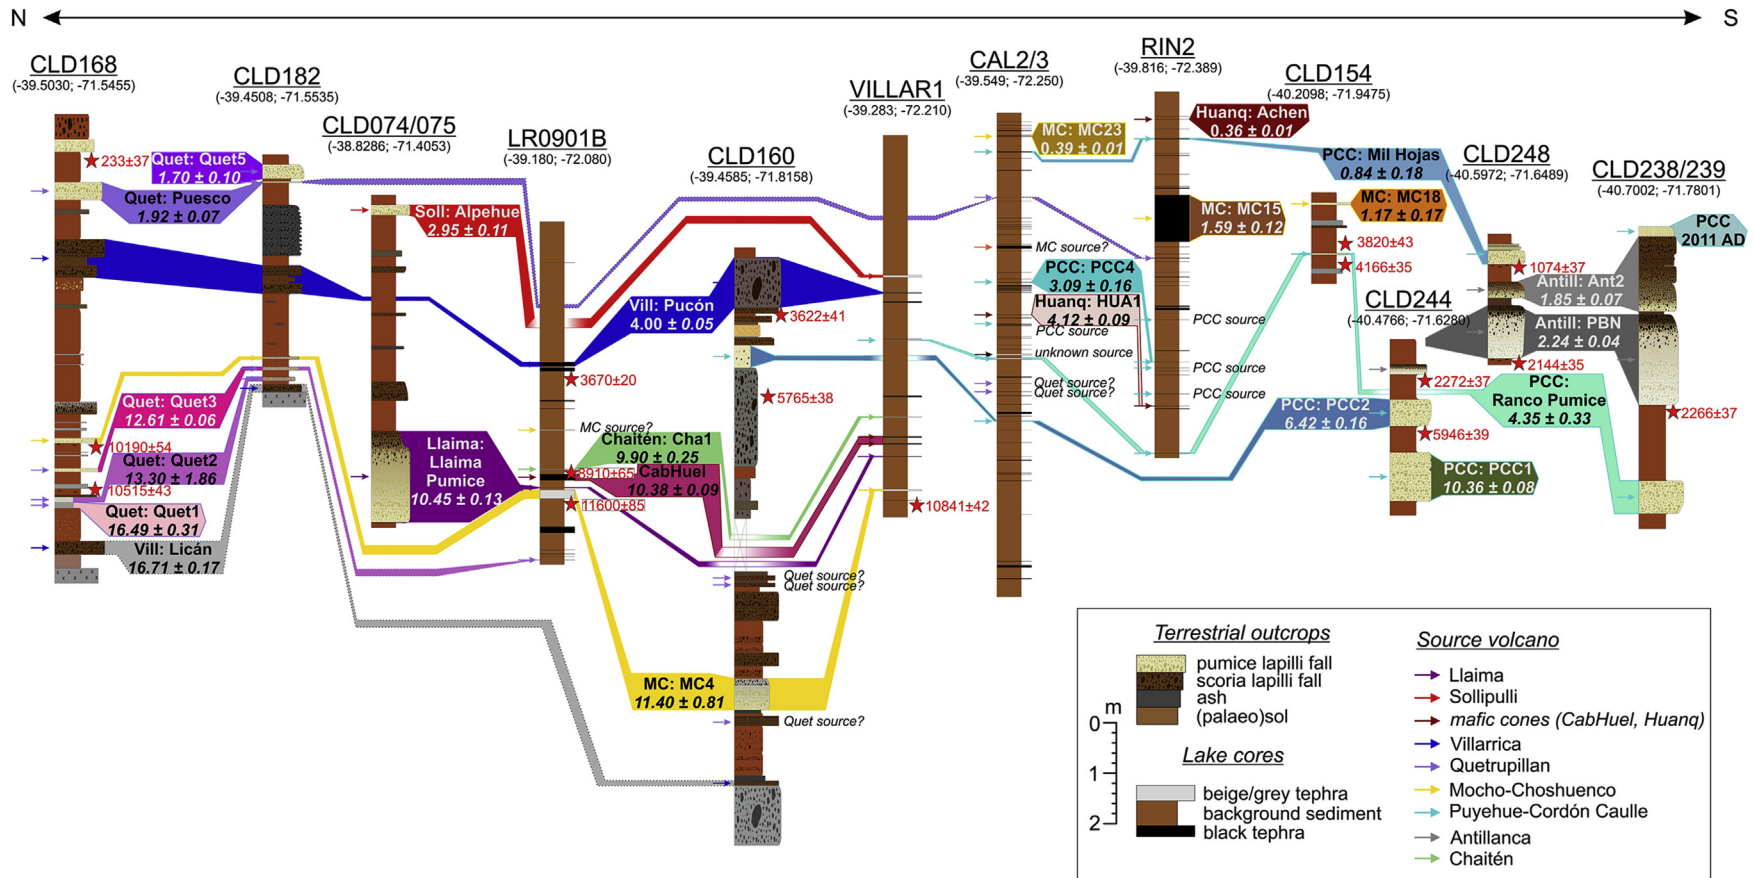 N
S
CLD168
(-39.5030; -71.5455)
CLD182
(-39.4508; -71.5535)
CLD074/075
(-38.8286; -71.4053)
LR0901B
(-39.180; -72.080)
CLD160
(-39.4585; -71.8158)
VILLAR1
(-39.283; -72.210)
CAL2/3
(-39.549; -72.250)
RIN2
(-39.816; -72.389)
CLD154
(-40.2098; -71.9475)
CLD248
(-40.5972; -71.6489)
CLD238/239
(-40.7002; -71.7801)
CLD244
(-40.4766; -71.6280)
233±37
Quet: Quet5
1.70 ± 0.10
Quet: Puesco
1.92 ± 0.07
Soll: Alpehue
2.95 ± 0.11
Vill: Pucón
4.00 ± 0.05
3622±41
3670±20
5765±38
MC source?
Quet: Quet3
12.61 ± 0.06
10190±54
Quet: Quet2
13.30 ± 1.86
10515±43
Quet: Quet1
16.49 ± 0.31
Vill: Licán
16.71 ± 0.17
Llaima:
Llaima
Pumice
10.45 ± 0.13
Chaitén: Cha1
9.90 ± 0.25
8910±65
CabHuel
10.38 ± 0.09
11600±85
10841±42
Quet source?
Quet source?
MC: MC4
11.40 ± 0.81
Quet source?
MC: MC23
0.39 ± 0.01
Huanq: Achen
0.36 ± 0.01
MC: MC15
1.59 ± 0.12
MC source?
PCC: PCC4
3.09 ± 0.16
Huanq: HUA1
4.12 ± 0.09
PCC source
unknown source
Quet source?
Quet source?
PCC source
PCC source
PCC source
PCC: Mil Hojas
0.84 ± 0.18
MC: MC18
1.17 ± 0.17
3820±43
4166±35
1074±37
Antill: Ant2
1.85 ± 0.07
Antill: PBN
2.24 ± 0.04
2144±35
2272±37
PCC
2011 AD
2266±37
PCC:
Ranco Pumice
4.35 ± 0.33
PCC: PCC2
6.42 ± 0.16
5946±39
PCC: PCC1
10.36 ± 0.08
Terrestrial outcrops
pumice lapilli fall
scoria lapilli fall
ash
(palaeo)sol
m
0
1
2
Lake cores
beige/grey tephra
background sediment
black tephra
Source volcano
Llaima
Sollipulli
mafic cones (CabHuel, Huanq)
Villarrica
Quetrupillan
Mocho-Choshuenco
Puyehue-Cordón Caulle
Antillanca
Chaitén